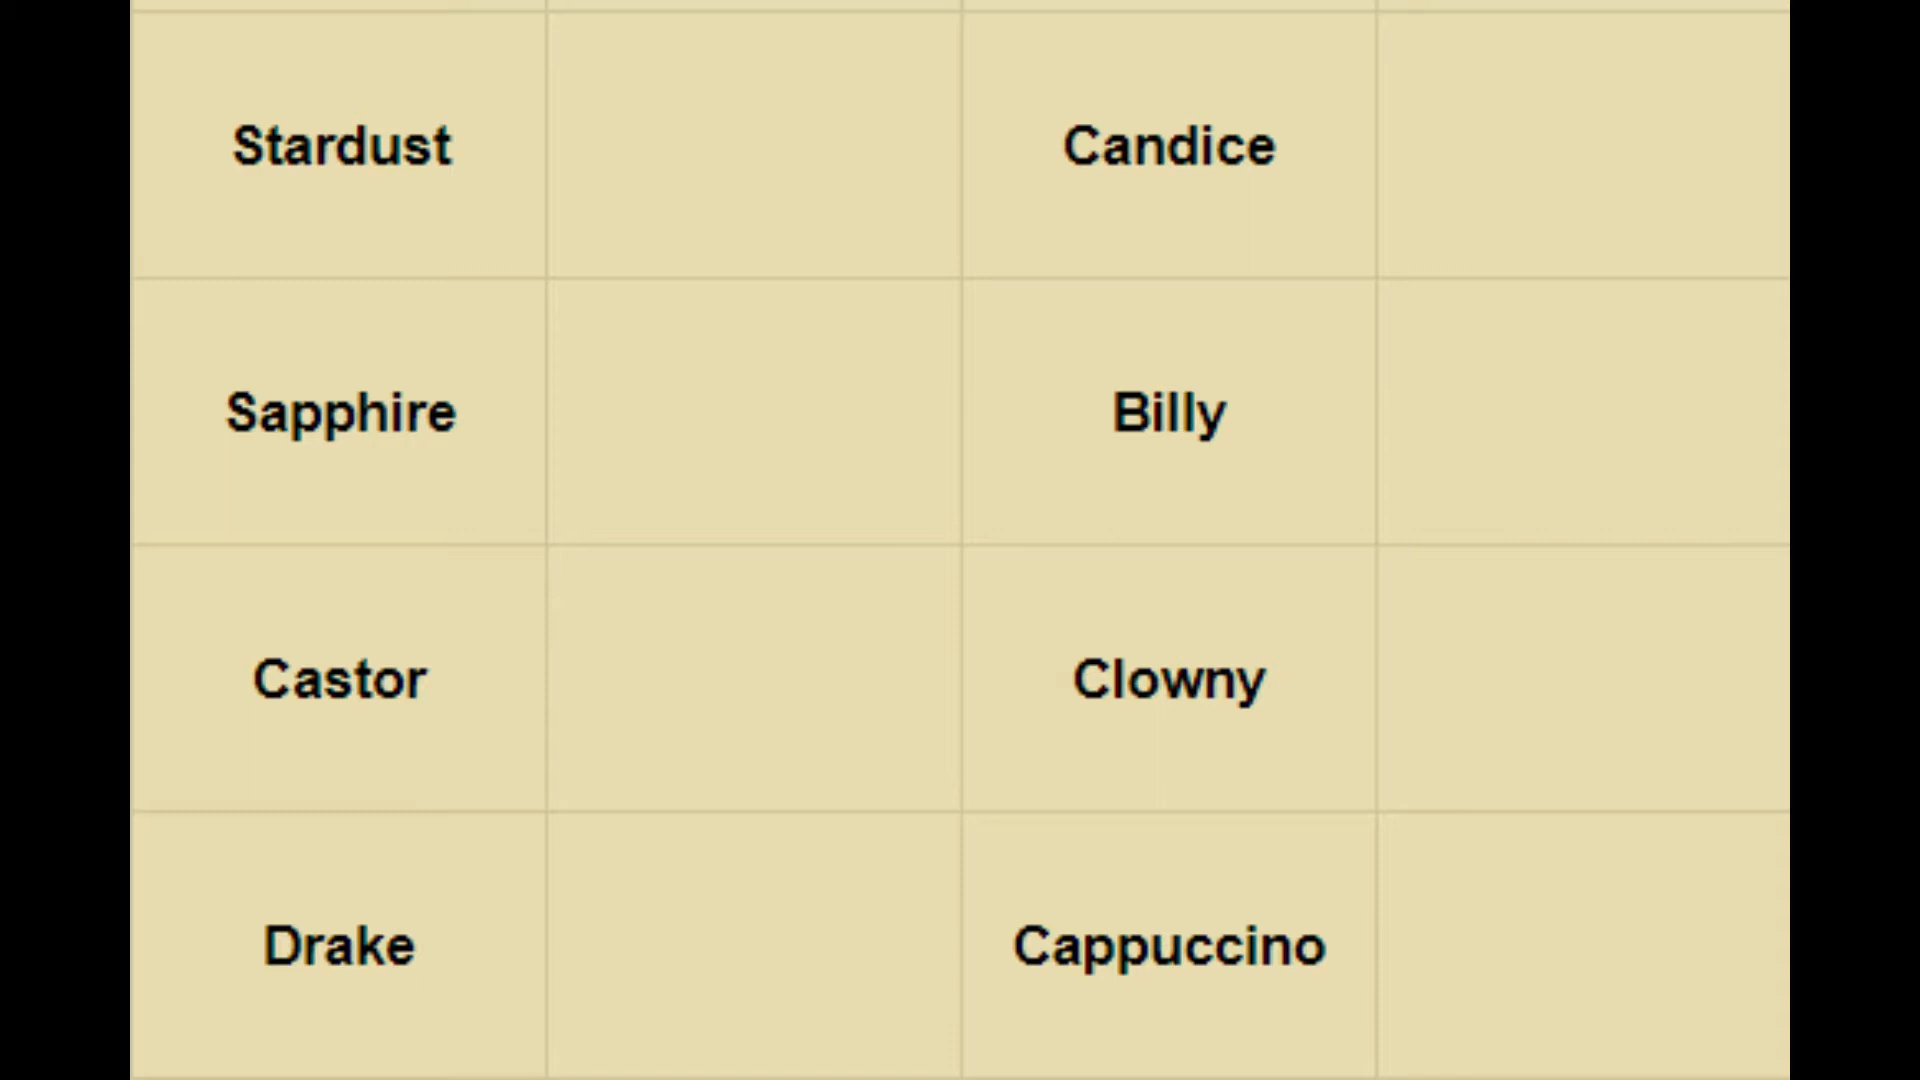 Stardust
Candice
Sapphire
Billy
Castor
Clowny
Drake
Cappuccino